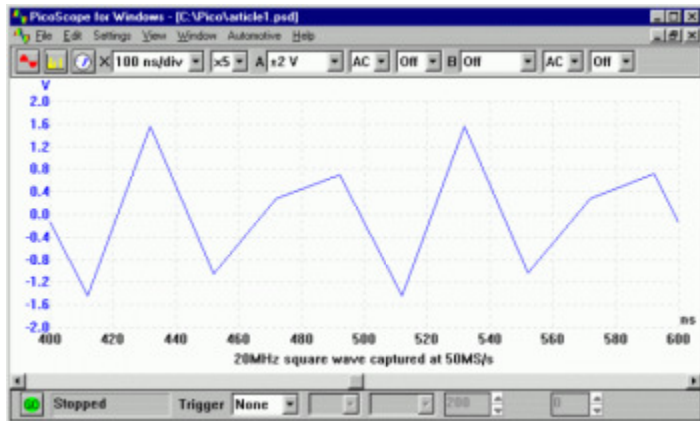 PicoScope for Windows - [C:\Pico\article1.psd]
File Edit Settings View Window Automotive Help
X 100 ns/div x5 A ±2 V AC Off B Off AC Off
V
2.0
1.6
1.2
0.8
0.4
0.0
-0.4
-0.8
-1.2
-1.6
-2.0
ns
400 420 440 460 480 500 520 540 560 580 600
20MHz square wave captured at 50MS/s
GO Stopped Trigger None 200 0